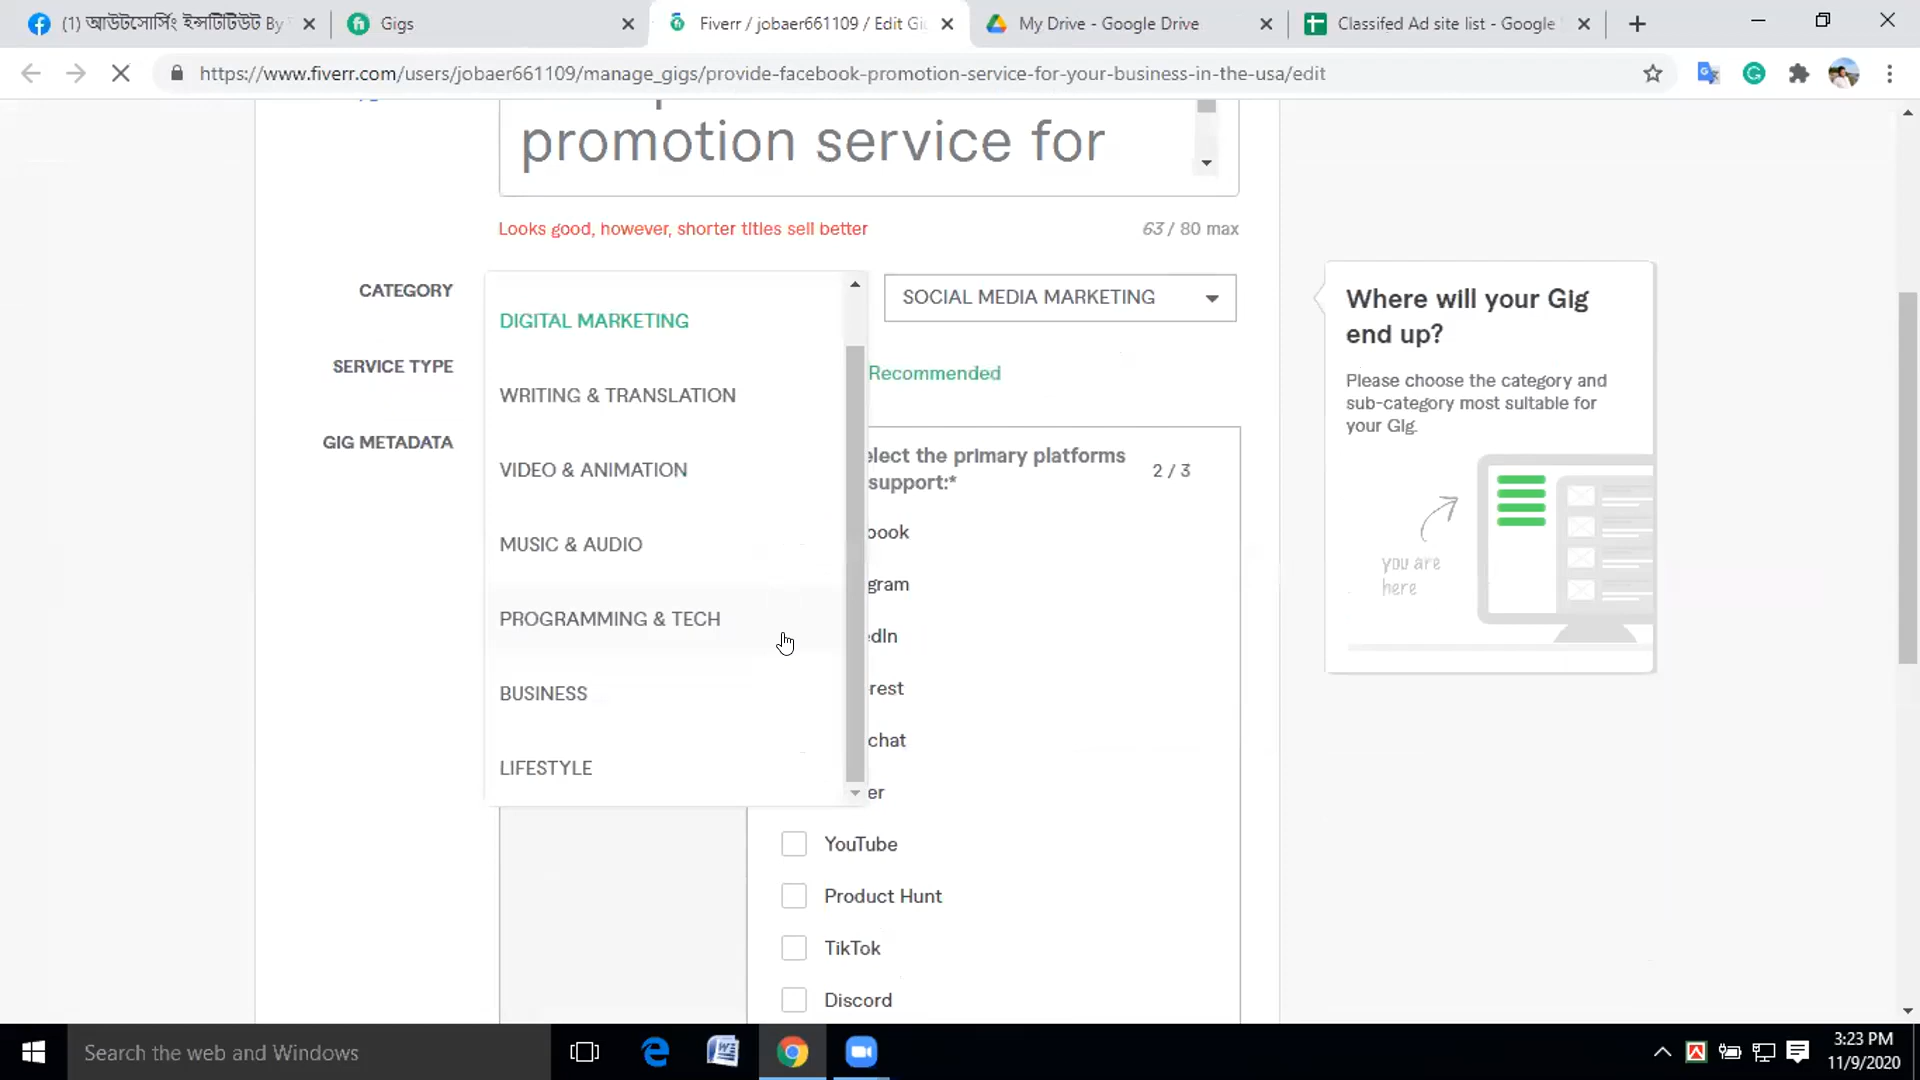 (1) আউটসোর্সিং ইন্সটিটিউট By
Gigs
Fiverr / jobaer661109 / Edit Gi
My Drive - Google Drive
Classifed Ad site list - Google
https://www.fiverr.com/users/jobaer661109/manage_gigs/provide-facebook-promotion-service-for-your-business-in-the-usa/edit
promotion service for
Looks good, however, shorter titles sell better
63 / 80 max
CATEGORY
DIGITAL MARKETING
SOCIAL MEDIA MARKETING
SERVICE TYPE
Recommended
WRITING & TRANSLATION
GIG METADATA
elect the primary platforms
support:*
2 / 3
VIDEO & ANIMATION
book
MUSIC & AUDIO
gram
PROGRAMMING & TECH
edIn
BUSINESS
rest
chat
LIFESTYLE
er
YouTube
Product Hunt
TikTok
Discord
Where will your Gig
end up?
Please choose the category and
sub-category most suitable for
your Gig.
you are
here
Search the web and Windows
3:23 PM
11/9/2020